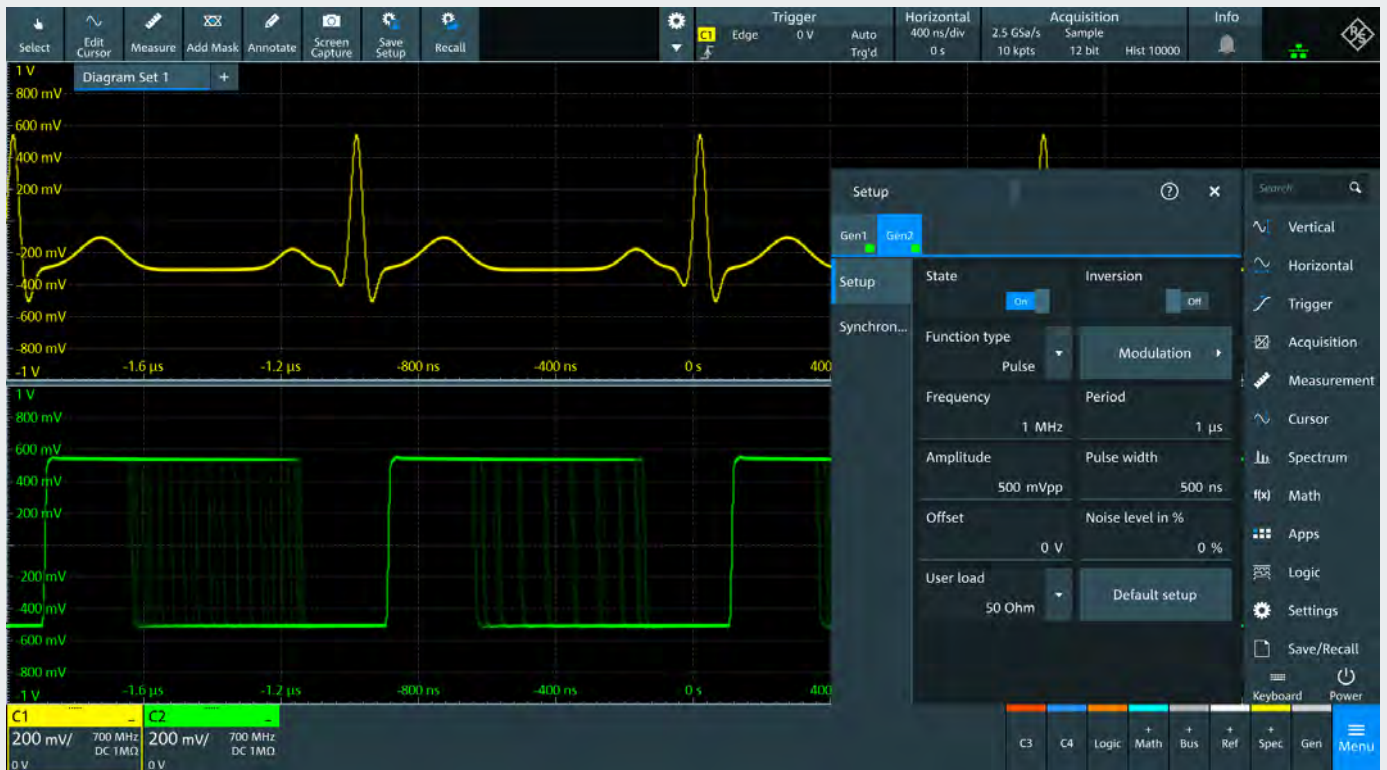 Trigger
Horizontal
Acquisition
Info
Select
Edit
Cursor
Measure
Add Mask
Annotate
Screen
Capture
Save
Setup
Recall
C1
Edge
0 V
Auto
Trg'd
400 ns/div
0 s
2.5 GSa/s
10 kpts
Sample
12 bit
Hist 10000
R&S
Diagram Set 1
+
1 V
800 mV
600 mV
400 mV
200 mV
-200 mV
-400 mV
-600 mV
-800 mV
-1 V
-1.6 µs
-1.2 µs
-800 ns
-400 ns
0 s
400
1 V
800 mV
600 mV
400 mV
200 mV
-200 mV
-400 mV
-600 mV
-800 mV
-1 V
-1.6 µs
-1.2 µs
-800 ns
-400 ns
0 s
400
Setup
Gen1
Gen2
Setup
Synchron...
State
On
Inversion
Off
Function type
Pulse
Modulation
Frequency
1 MHz
Period
1 µs
Amplitude
500 mVpp
Pulse width
500 ns
Offset
0 V
Noise level in %
0 %
User load
50 Ohm
Default setup
Search
Vertical
Horizontal
Trigger
Acquisition
Measurement
Cursor
Spectrum
f(x)
Math
Apps
Logic
Settings
Save/Recall
Keyboard
Power
C1
200 mV/
700 MHz
DC 1MΩ
0 V
C2
200 mV/
700 MHz
DC 1MΩ
0 V
C3
C4
Logic
+
Math
+
Bus
+
Ref
+
Spec
Gen
Menu